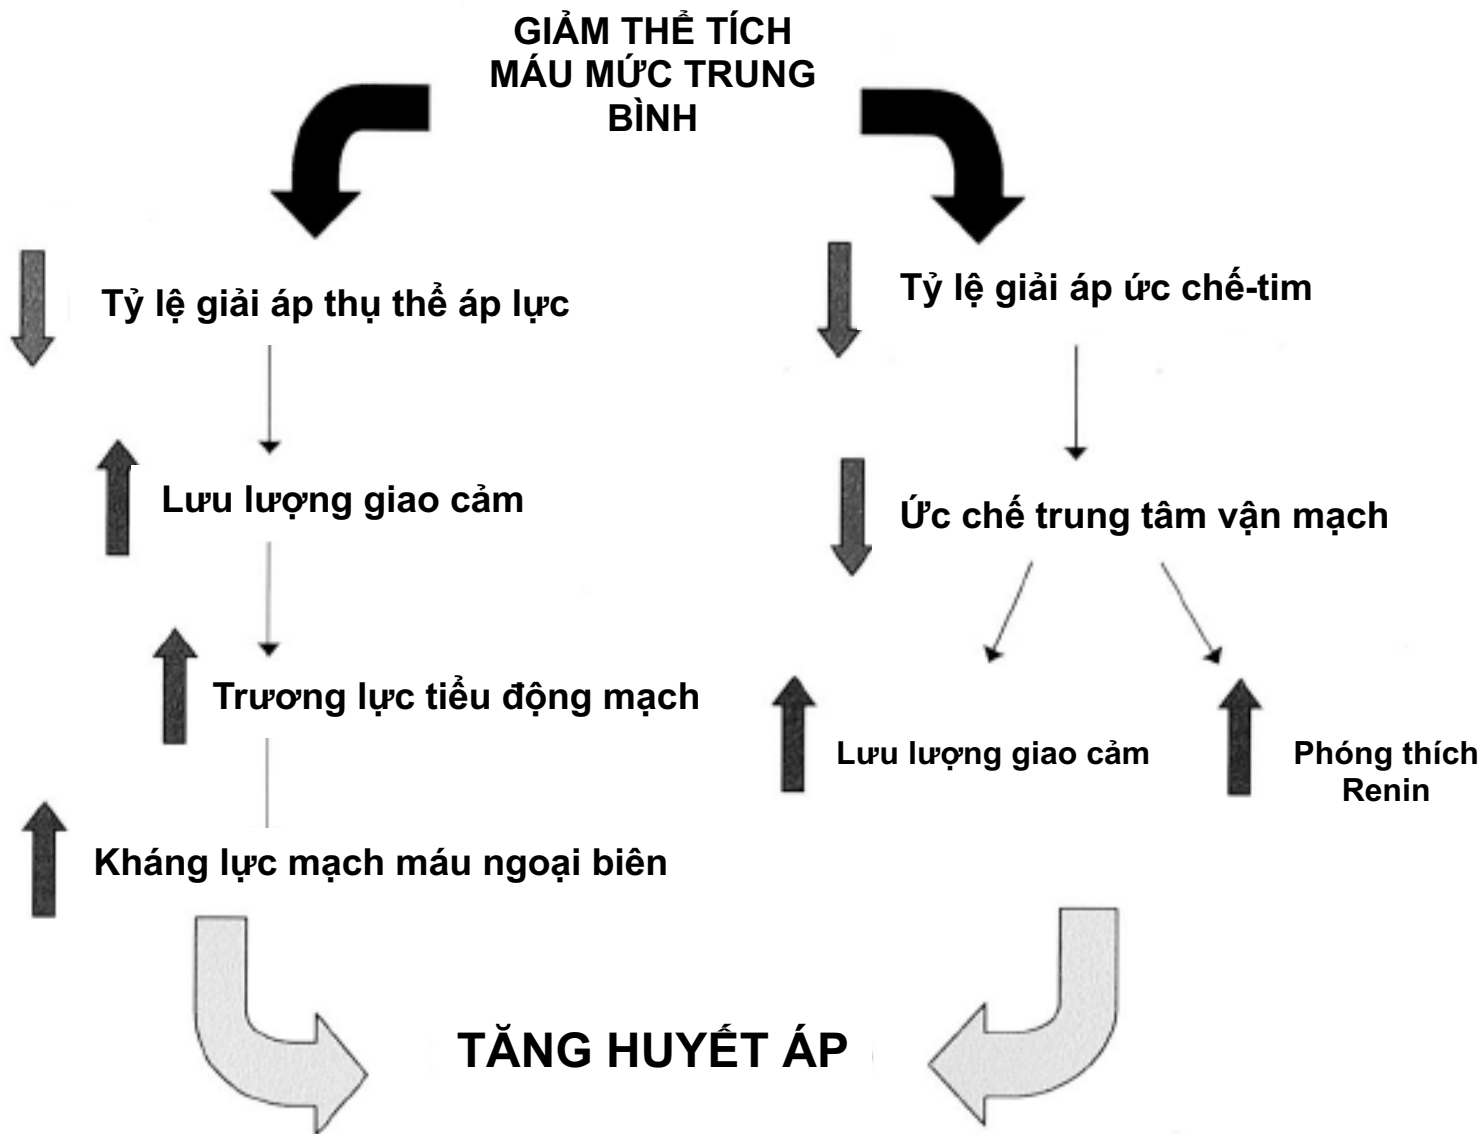 GIẢM THỂ TÍCH
MÁU MỨC TRUNG
BÌNH
Tỷ lệ giải áp thụ thể áp lực
Lưu lượng giao cảm
Trương lực tiểu động mạch
Kháng lực mạch máu ngoại biên
Tỷ lệ giải áp ức chế-tim
Ức chế trung tâm vận mạch
Lưu lượng giao cảm
Phóng thích
Renin
TĂNG HUYẾT ÁP